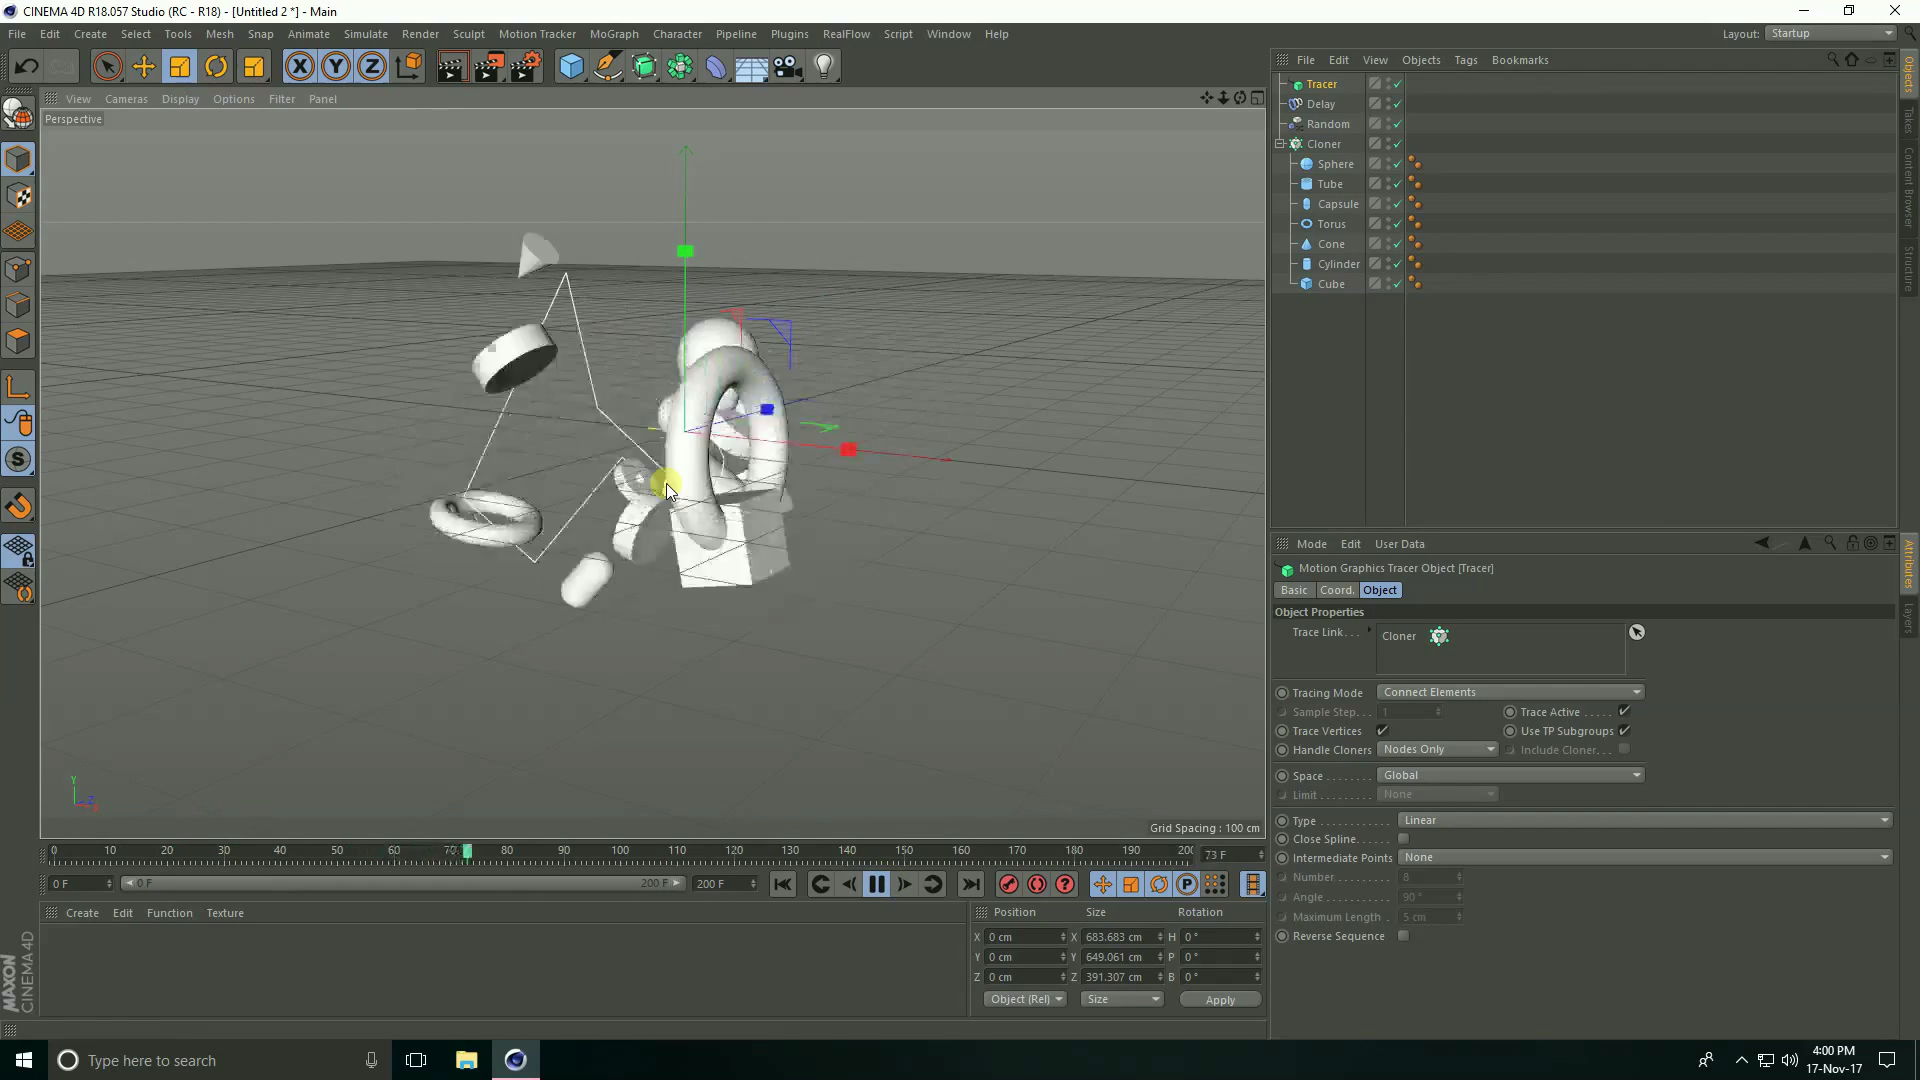 CINEMA 4D R18.057 Studio (RC - R18) - [Untitled 2 *] - Main
File Edit Create Select Tools Mesh Snap Animate Simulate Render Sculpt Motion Tracker MoGraph Character Pipeline Plugins RealFlow Script Window Help
Layout: Startup
File Edit View Objects Tags Bookmarks
View Cameras Display Options Filter Panel
Perspective
Tracer
Delay
Random
Cloner
Sphere
Tube
Capsule
Torus
Cone
Cylinder
Cube
Objects
Takes
Content Browser
Structure
Mode Edit User Data
Motion Graphics Tracer Object [Tracer]
Basic Coord. Object
Object Properties
Trace Link . . . Cloner
Tracing Mode Connect Elements
Sample Step. . . 1 Trace Active . . . . .
Trace Vertices Use TP Subgroups
Handle Cloners Nodes Only Include Cloner. . .
Space . . . . . . . . Global
Limit . . . . . . . . . None
Type . . . . . . . . . . . . Linear
Close Spline. . . . .
Intermediate Points None
Number . . . . . . . . . 8
Angle . . . . . . . . . . . 90 °
Maximum Length . 5 cm
Reverse Sequence
Attributes
Layers
Y
Z
X
Grid Spacing : 100 cm
0 10 20 30 40 50 60 70 80 90 100 110 120 130 140 150 160 170 180 190 200 73 F
0 F 0 F 200 F 200 F
Create Edit Function Texture
Position Size Rotation
X 0 cm X 683.683 cm H 0 °
Y 0 cm Y 649.061 cm P 0 °
Z 0 cm Z 391.307 cm B 0 °
Object (Rel) Size Apply
MAXON
CINEMA 4D
Type here to search
4:00 PM
17-Nov-17